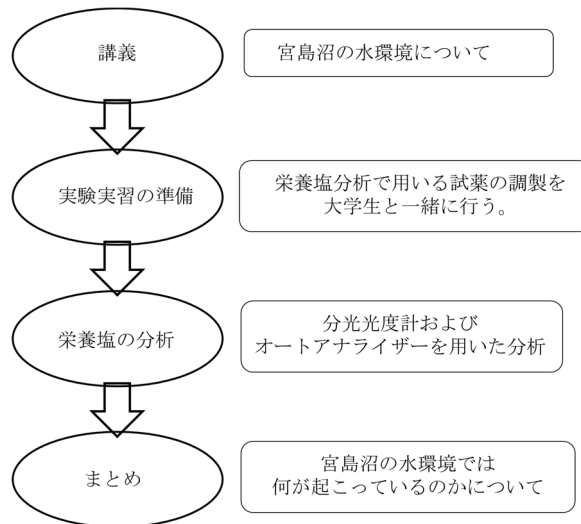 講義
宮島沼の水環境について
実験実習の準備
栄養塩分析で用いる試薬の調製を
大学生と一緒に行う。
栄養塩の分析
分光光度計および
オートアナライザーを用いた分析
まとめ
宮島沼の水環境では
何が起こっているのかについて